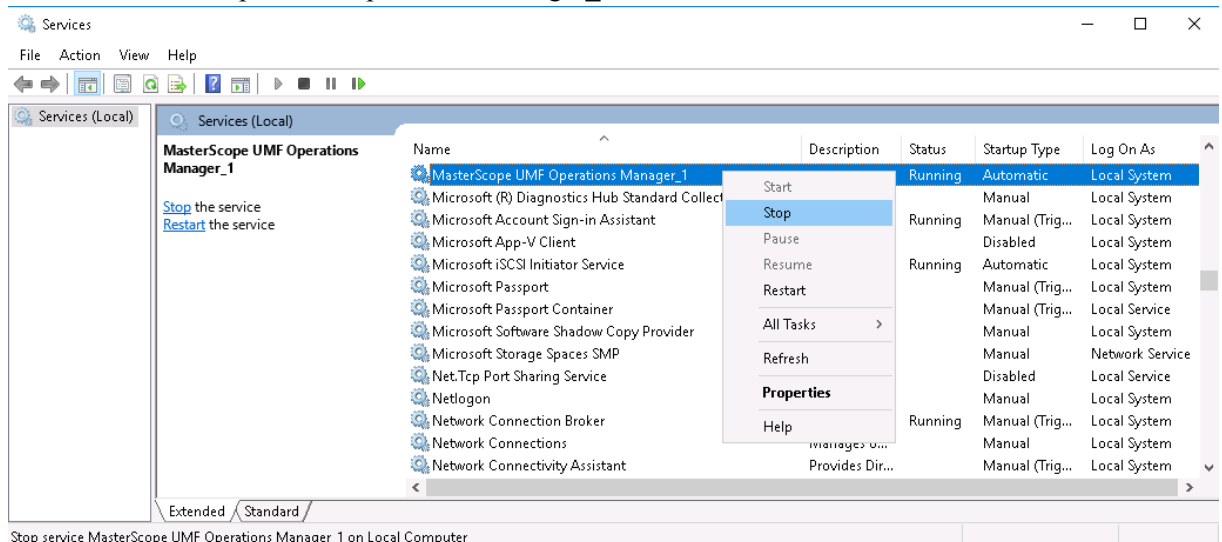 Services
File Action View Help
Services (Local)
Services (Local)
MasterScope UMF Operations
Manager_1
Stop the service
Restart the service
Name Description Status Startup Type Log On As
MasterScope UMF Operations Manager_1 Running Automatic Local System
Microsoft (R) Diagnostics Hub Standard Collect Manual Local System
Microsoft Account Sign-in Assistant Running Manual (Trig... Local System
Microsoft App-V Client Disabled Local System
Microsoft iSCSI Initiator Service Running Automatic Local System
Microsoft Passport Manual (Trig... Local System
Microsoft Passport Container Manual (Trig... Local Service
Microsoft Software Shadow Copy Provider Manual Local System
Microsoft Storage Spaces SMP Manual Network Service
Net.Tcp Port Sharing Service Disabled Local Service
Netlogon Manual Local System
Network Connection Broker Running Manual (Trig... Local System
Network Connections Manages o... Manual Local System
Network Connectivity Assistant Provides Dir... Manual (Trig... Local System
Start
Stop
Pause
Resume
Restart
All Tasks
Refresh
Properties
Help
Extended Standard
Stop service MasterScope UMF Operations Manager_1 on Local Computer